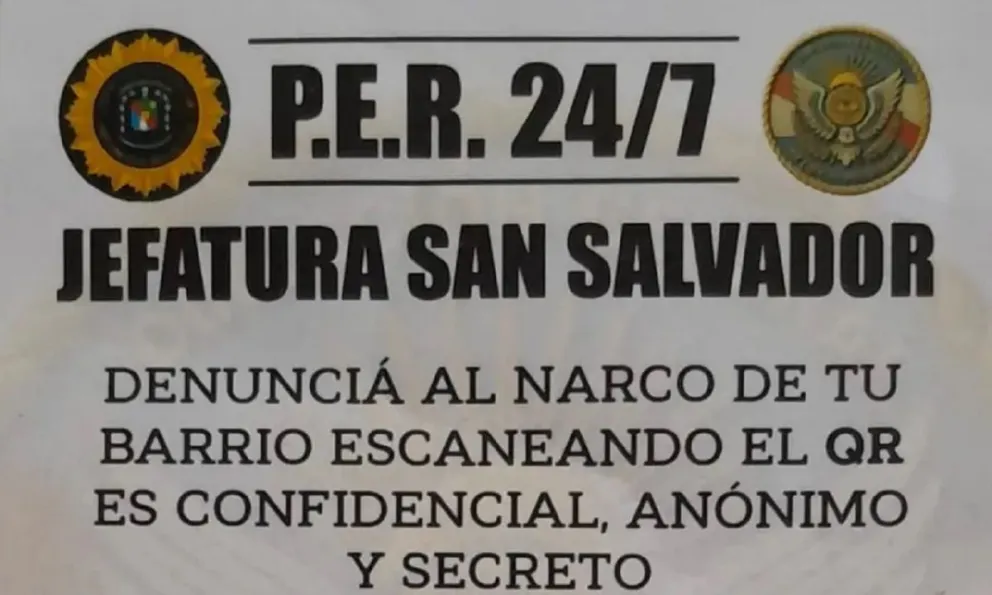 P.E.R. 24/7
JEFATURA SAN SALVADOR
DENUNCIÁ AL NARCO DE TU
BARRIO ESCANEANDO EL QR
ES CONFIDENCIAL, ANÓNIMO
Y SECRETO